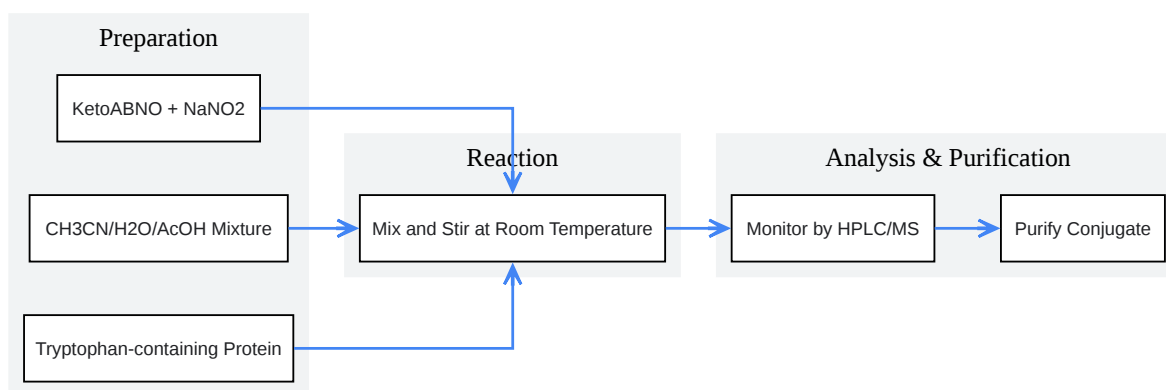 Preparation
KetoABNO + NaNO2
CH3CN/H2O/AcOH Mixture
Tryptophan-containing Protein
Reaction
Mix and Stir at Room Temperature
Analysis & Purification
Monitor by HPLC/MS
Purify Conjugate